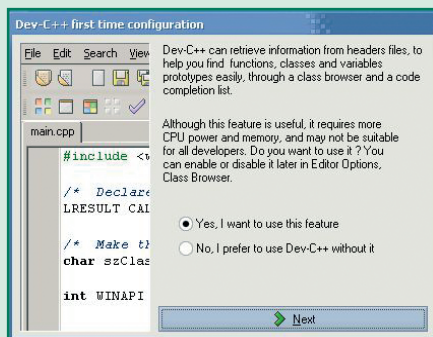 Dev-C++ first time configuration
File Edit Search View
main.cpp
#include <w
/* Declare
LRESULT CAL
/* Make th
char szClas
int WINAPI
Dev-C++ can retrieve information from headers files, to
help you find functions, classes and variables
prototypes easily, through a class browser and a code
completion list.
Although this feature is useful, it requires more
CPU power and memory, and may not be suitable
for all developers. Do you want to use it ? You
can enable or disable it later in Editor Options,
Class Browser.
Yes, I want to use this feature
No, I prefer to use Dev-C++ without it
Next